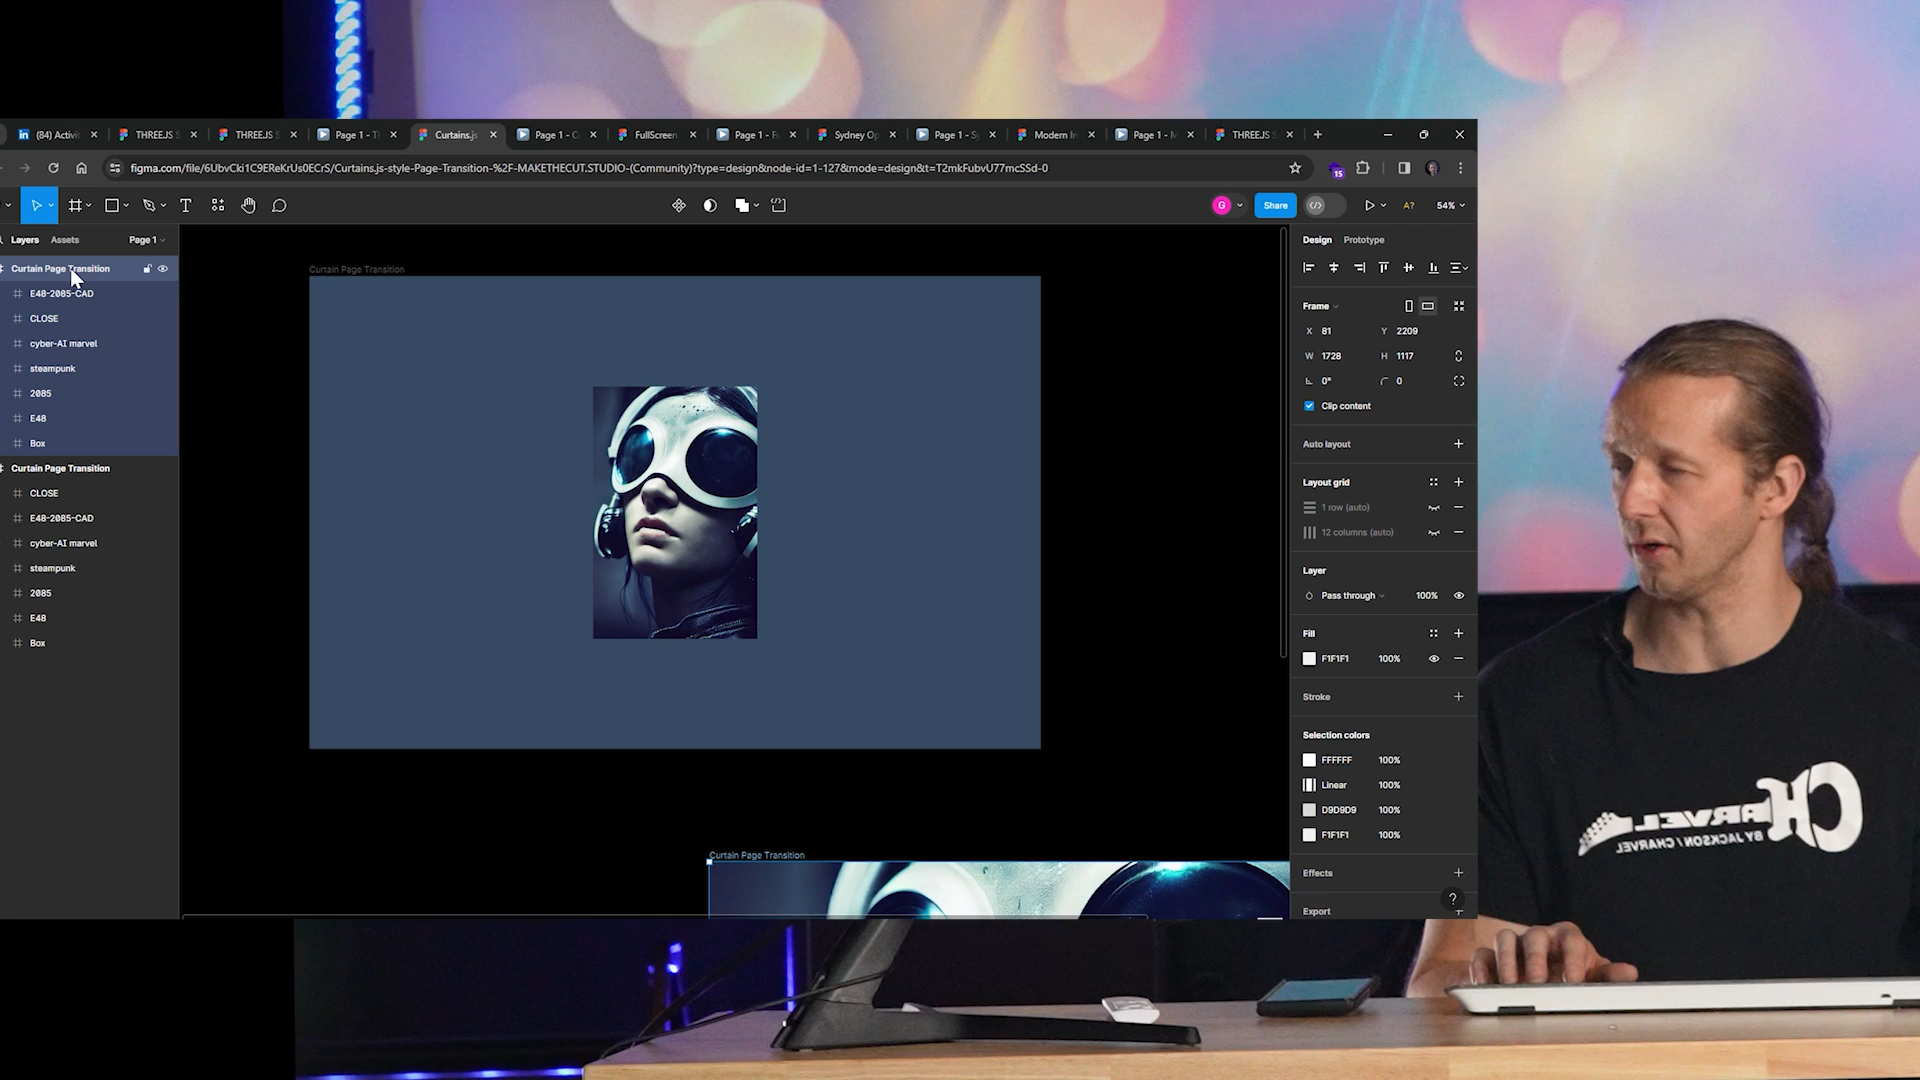 (84) Activit
THREEJS S
THREEJS S
Page 1 - Th
Curtains.js
Page 1 - C
FullScreen
Page 1 - Fu
Sydney Op
Page 1 - Sy
Modern In
Page 1 - M
THREEJS S
figma.com/file/6UbvCki1C9EReKrUs0ECrS/Curtains.js-style-Page-Transition-%2F-MAKETHECUT.STUDIO-(Community)?type=design&node-id=1-127&mode=design&t=T2mkFubvU77mcSSd-0
15
G
Share
A?
54%
Layers
Assets
Page 1
Curtain Page Transition
E48-2085-CAD
CLOSE
cyber-AI marvel
steampunk
2085
E48
Box
Curtain Page Transition
CLOSE
E48-2085-CAD
cyber-AI marvel
steampunk
2085
E48
Box
Curtain Page Transition
Curtain Page Transition
Design
Prototype
Frame
X 81 Y 2209
W 1728 H 1117
0° 0
Clip content
Auto layout
Layout grid
1 row (auto)
12 columns (auto)
Layer
Pass through 100%
Fill
F1F1F1 100%
Stroke
Selection colors
FFFFFF 100%
Linear 100%
D9D9D9 100%
F1F1F1 100%
Effects
?
Export
CHARVEL
BY JACKSON/CHARVEL